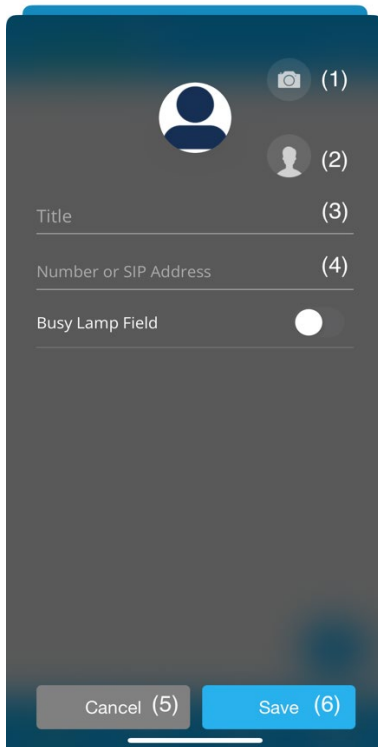 (1)
(2)
Title (3)
Number or SIP Address (4)
Busy Lamp Field
Cancel (5) Save (6)